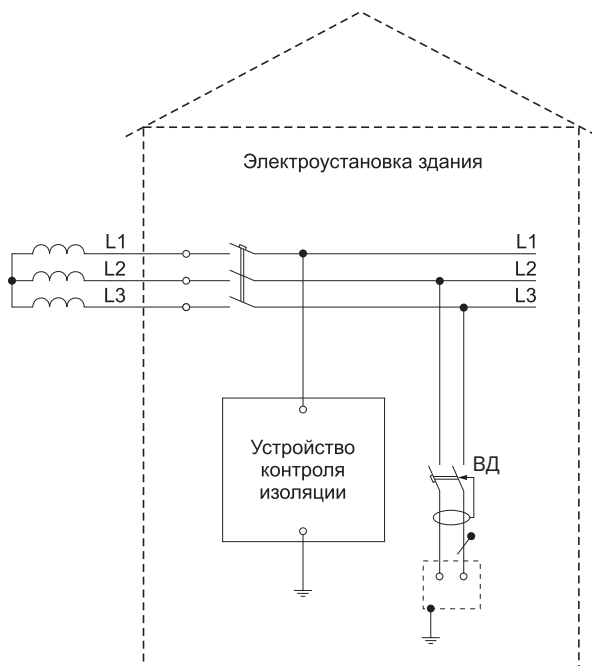 Электроустановка здания
L1 L1
L2 L2
L3 L3
Устройство
контроля
изоляции
ВД